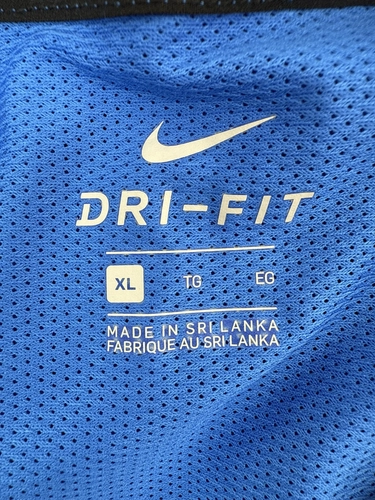 DRI-FIT
XL TG EG
MADE IN SRI LANKA
FABRIQUE AU SRI LANKA